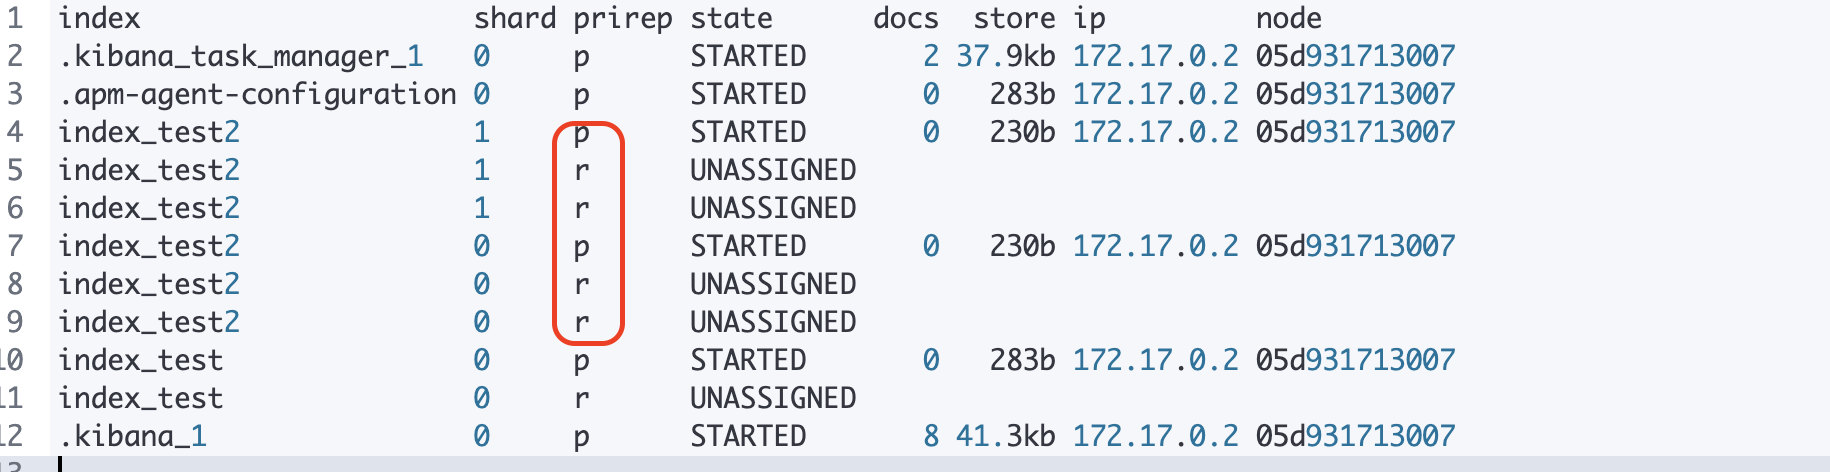 1 index shard prirep state docs store ip node
2 .kibana_task_manager_1 0 p STARTED 2 37.9kb 172.17.0.2 05d931713007
3 .apm-agent-configuration 0 p STARTED 0 283b 172.17.0.2 05d931713007
4 index_test2 1 p STARTED 0 230b 172.17.0.2 05d931713007
5 index_test2 1 r UNASSIGNED
6 index_test2 1 r UNASSIGNED
7 index_test2 0 p STARTED 0 230b 172.17.0.2 05d931713007
8 index_test2 0 r UNASSIGNED
9 index_test2 0 r UNASSIGNED
10 index_test 0 p STARTED 0 283b 172.17.0.2 05d931713007
11 index_test 0 r UNASSIGNED
12 .kibana_1 0 p STARTED 8 41.3kb 172.17.0.2 05d931713007
13